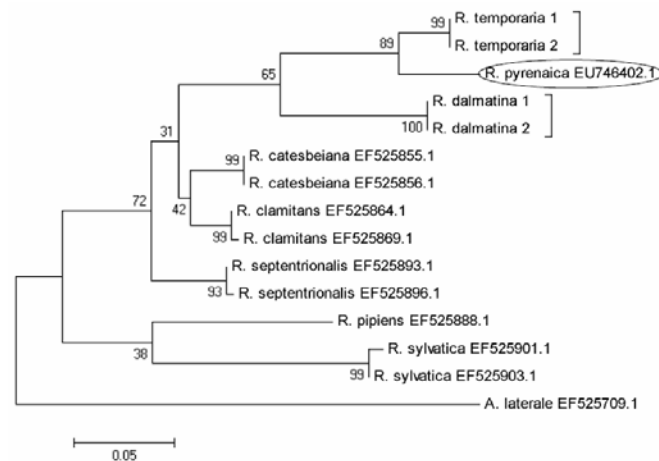 99
R. temporaria 1
R. temporaria 2
89
R. pyrenaica EU746402.1
65
R. dalmatina 1
100
R. dalmatina 2
31
99
R. catesbeiana EF525855.1
R. catesbeiana EF525856.1
72
42
R. clamitans EF525864.1
99
R. clamitans EF525869.1
R. septentrionalis EF525893.1
93
R. septentrionalis EF525896.1
R. pipiens EF525888.1
38
R. sylvatica EF525901.1
99
R. sylvatica EF525903.1
A. laterale EF525709.1
0.05